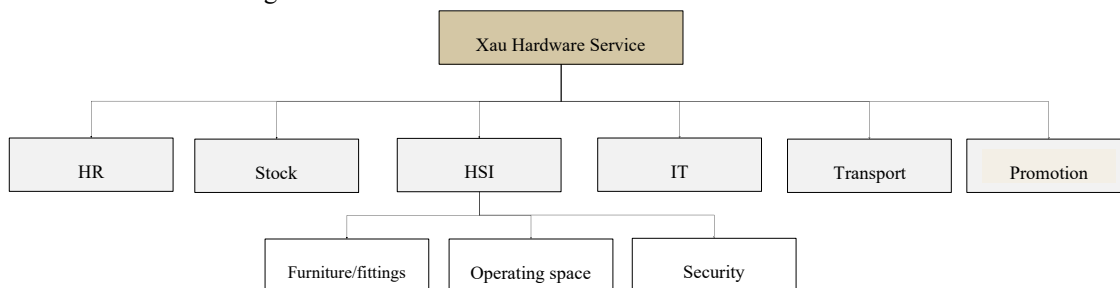 Xau Hardware Service
HR
Stock
HSI
IT
Transport
Promotion
Furniture/fittings
Operating space
Security